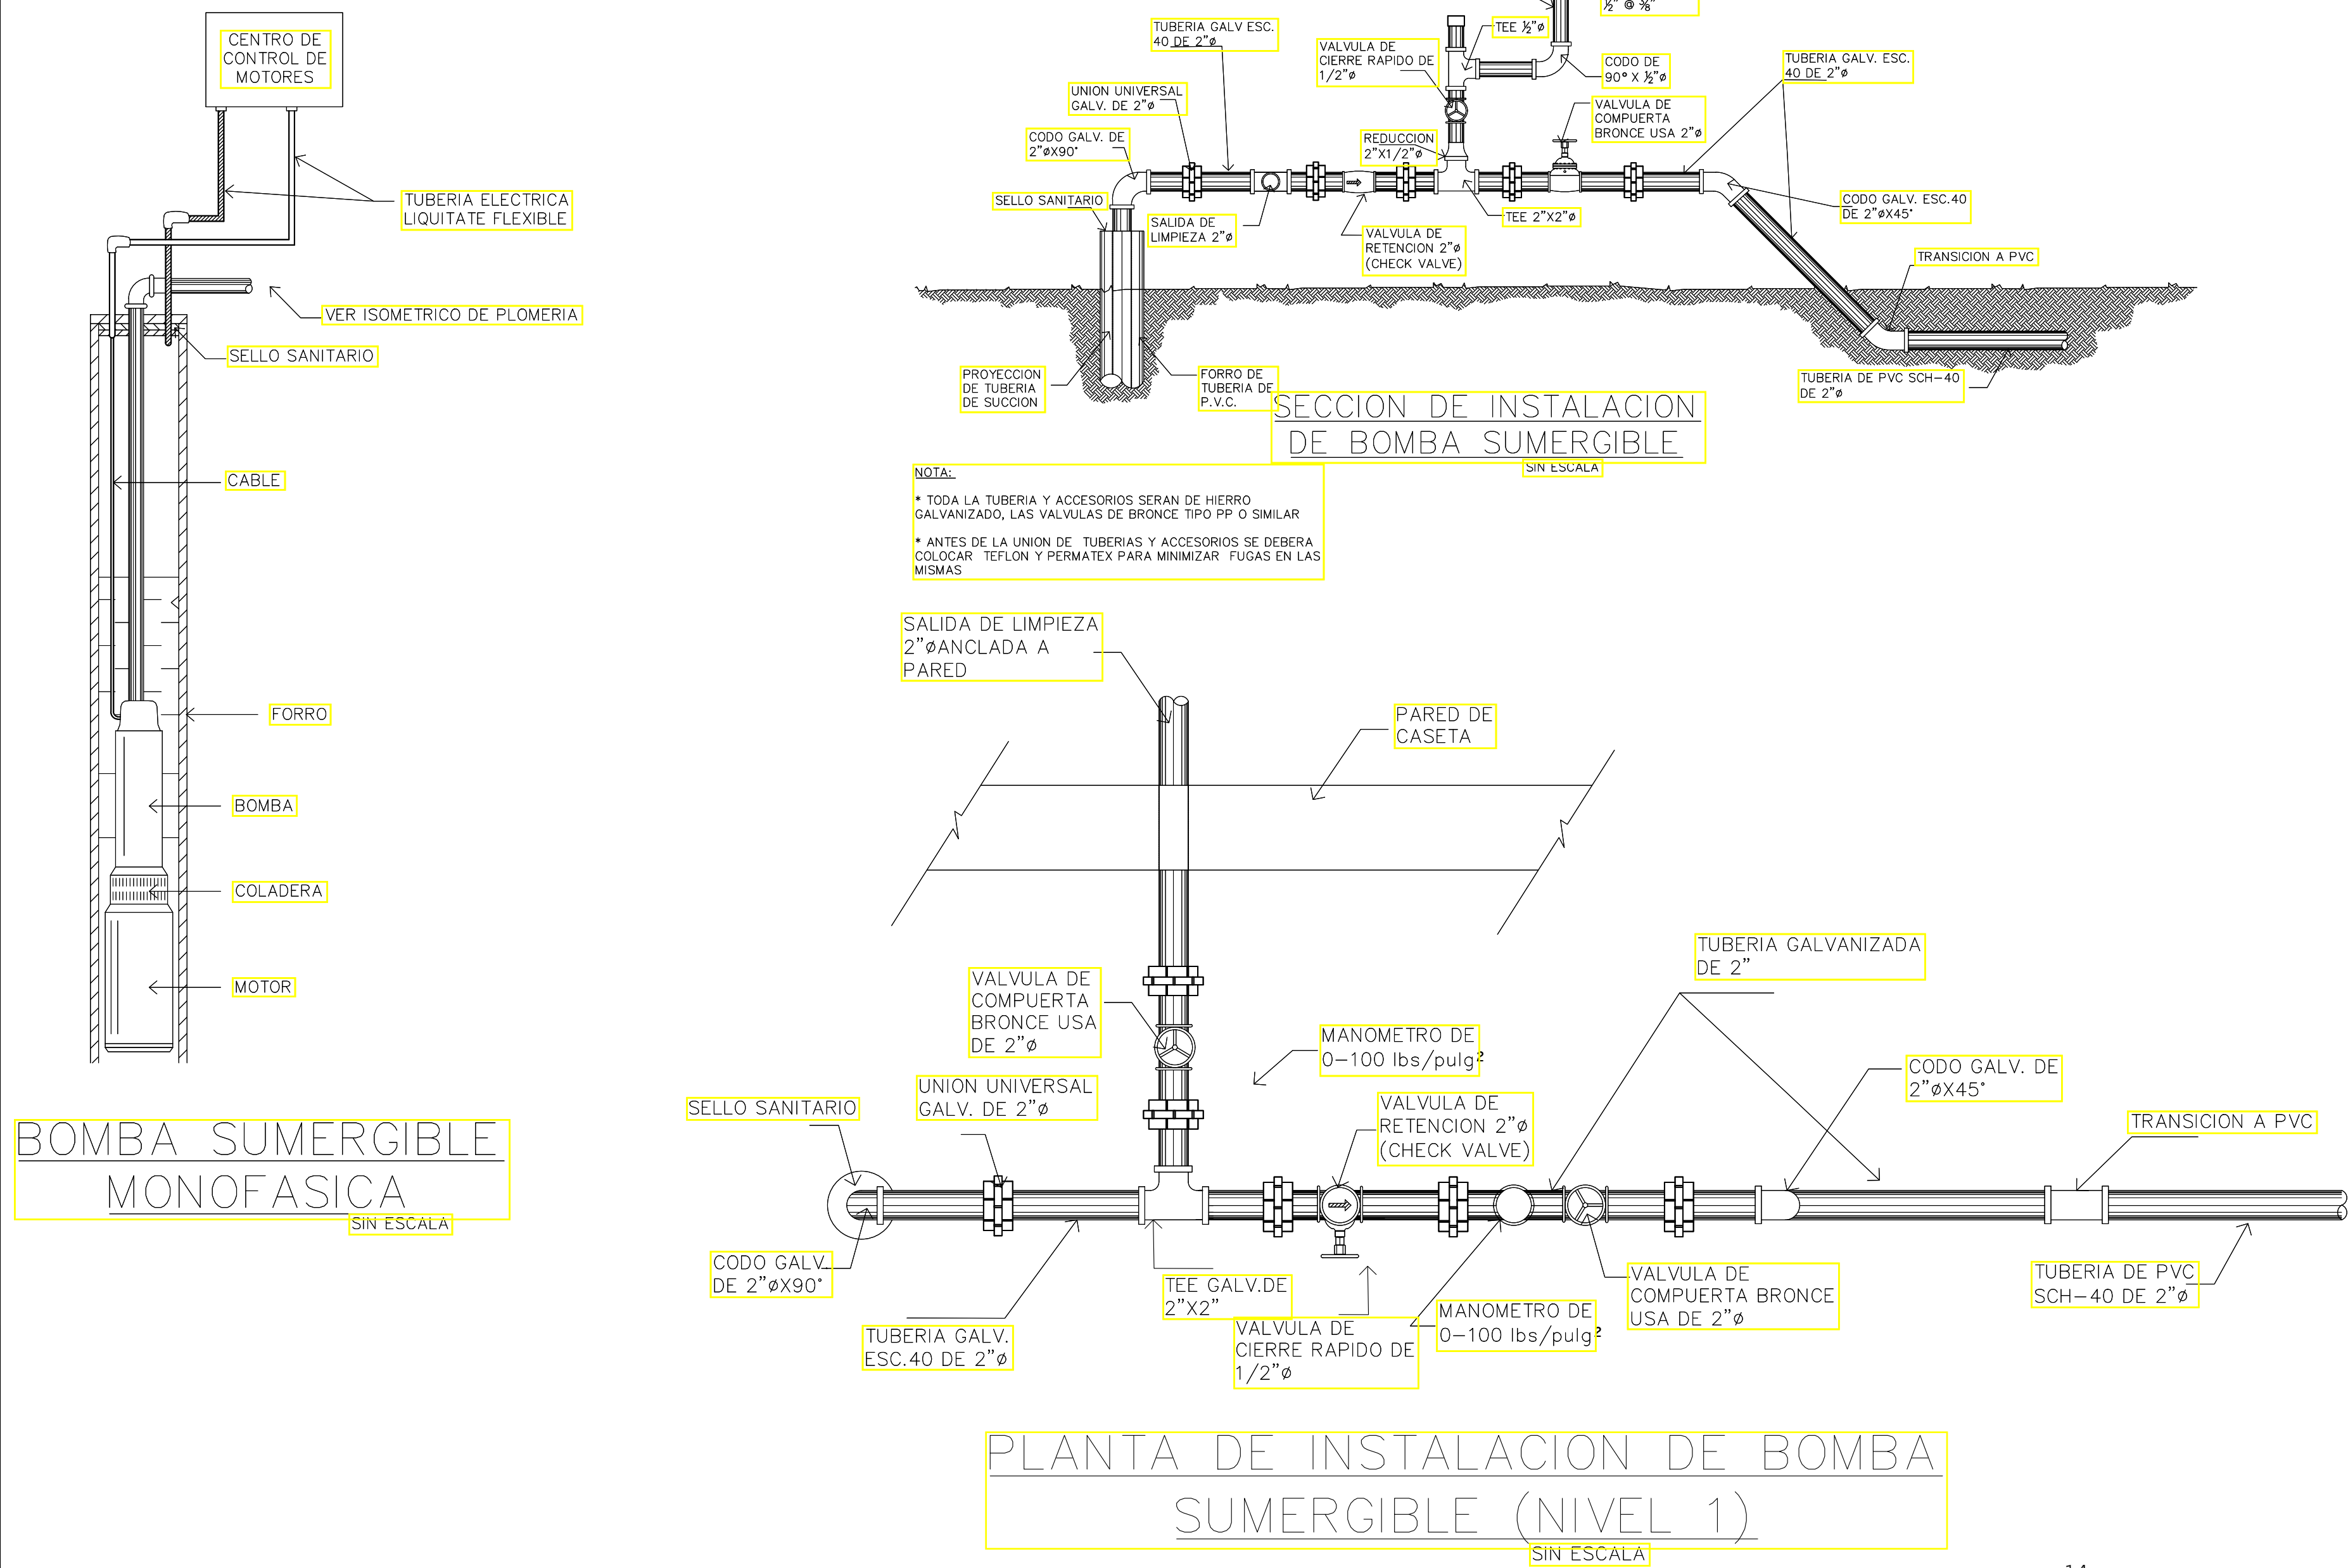 CENTRO DE
CONTROL DE
MOTORES
TUBERIA ELECTRICA
LIQUITATE FLEXIBLE
VER ISOMETRICO DE PLOMERIA
SELLO SANITARIO
CABLE
FORRO
BOMBA
COLADERA
MOTOR
BOMBA SUMERGIBLE
MONOFASICA
SIN ESCALA
½" @ ⅜"
TUBERIA GALV ESC.
40 DE 2"ø
TEE ½"ø
VALVULA DE
CIERRE RAPIDO DE
1/2"ø
CODO DE
90° X ½"ø
TUBERIA GALV. ESC.
40 DE 2"ø
UNION UNIVERSAL
GALV. DE 2"ø
VALVULA DE
COMPUERTA
BRONCE USA 2"ø
CODO GALV. DE
2"øX90°
REDUCCION
2"X1/2"ø
SELLO SANITARIO
SALIDA DE
LIMPIEZA 2"ø
VALVULA DE
RETENCION 2"ø
(CHECK VALVE)
TEE 2"X2"ø
CODO GALV. ESC.40
DE 2"øX45°
TRANSICION A PVC
PROYECCION
DE TUBERIA
DE SUCCION
FORRO DE
TUBERIA DE
P.V.C.
TUBERIA DE PVC SCH-40
DE 2"ø
SECCION DE INSTALACION
DE BOMBA SUMERGIBLE
SIN ESCALA
NOTA:
* TODA LA TUBERIA Y ACCESORIOS SERAN DE HIERRO
GALVANIZADO, LAS VALVULAS DE BRONCE TIPO PP O SIMILAR
* ANTES DE LA UNION DE TUBERIAS Y ACCESORIOS SE DEBERA
COLOCAR TEFLON Y PERMATEX PARA MINIMIZAR FUGAS EN LAS
MISMAS
SALIDA DE LIMPIEZA
2"øANCLADA A
PARED
PARED DE
CASETA
TUBERIA GALVANIZADA
DE 2"
VALVULA DE
COMPUERTA
BRONCE USA
DE 2"ø
MANOMETRO DE
0-100 lbs/pulg²
CODO GALV. DE
2"øX45°
UNION UNIVERSAL
GALV. DE 2"ø
SELLO SANITARIO
VALVULA DE
RETENCION 2"ø
(CHECK VALVE)
TRANSICION A PVC
CODO GALV.
DE 2"øX90°
TEE GALV.DE
2"X2"
TUBERIA GALV.
ESC.40 DE 2"ø
VALVULA DE
CIERRE RAPIDO DE
1/2"ø
MANOMETRO DE
0-100 lbs/pulg²
VALVULA DE
COMPUERTA BRONCE
USA DE 2"ø
TUBERIA DE PVC
SCH-40 DE 2"ø
PLANTA DE INSTALACION DE BOMBA
SUMERGIBLE (NIVEL 1)
SIN ESCALA